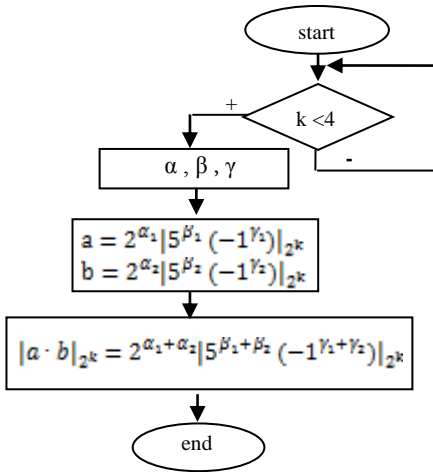 start
k <4
+
-
α , β , γ
a = 2^{α₁}|5^{β₁} (−1^{γ₁})|_{2^k}
b = 2^{α₂}|5^{β₂} (−1^{γ₂})|_{2^k}
|a · b|_{2^k} = 2^{α₁+α₂}|5^{β₁+β₂} (−1^{γ₁+γ₂})|_{2^k}
end